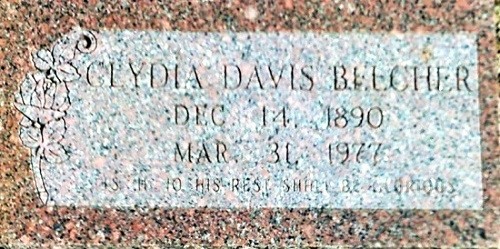 CLYDIA DAVIS BELCHER
DEC. 14, 1890
MAR. 31, 1977
HIS REST SHALL BE GLORIOUS